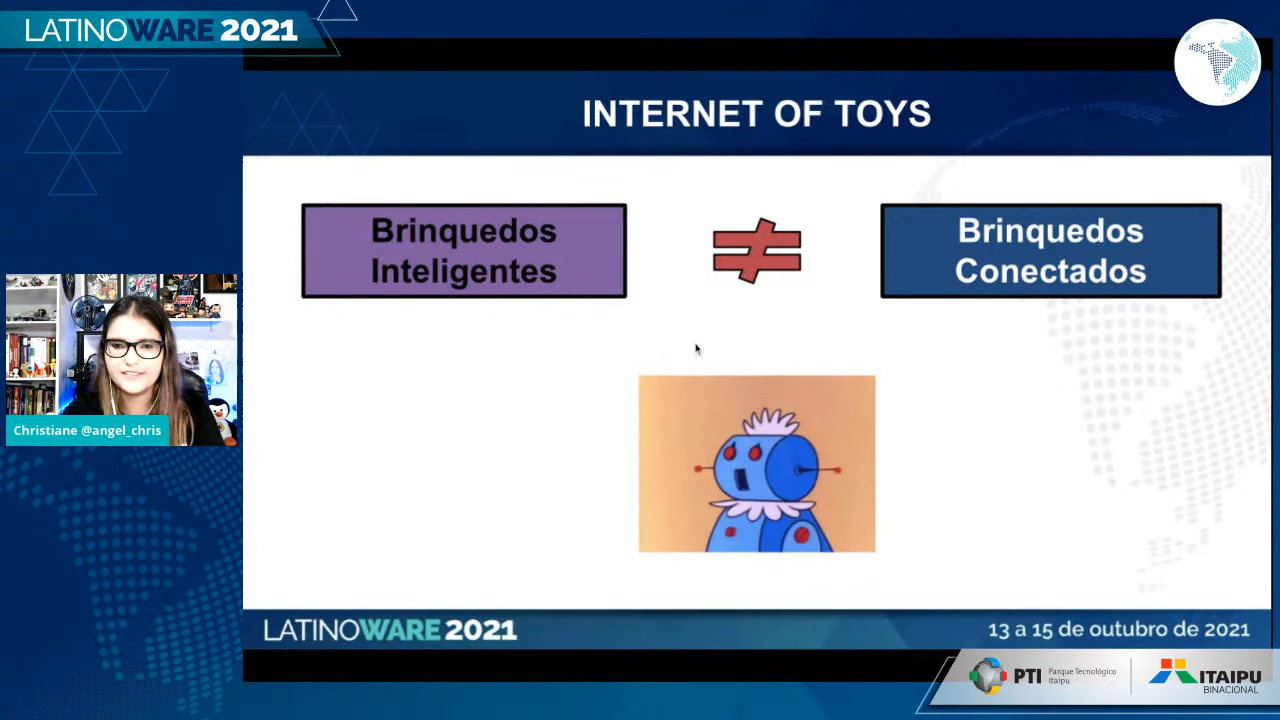 LATINOWARE 2021
INTERNET OF TOYS
Brinquedos
Inteligentes
Brinquedos
Conectados
Christiane @angel_chris
LATINOWARE 2021
13 a 15 de outubro de 2021
PTI
Parque Tecnológico
Itaipu
ITAIPU
BINACIONAL